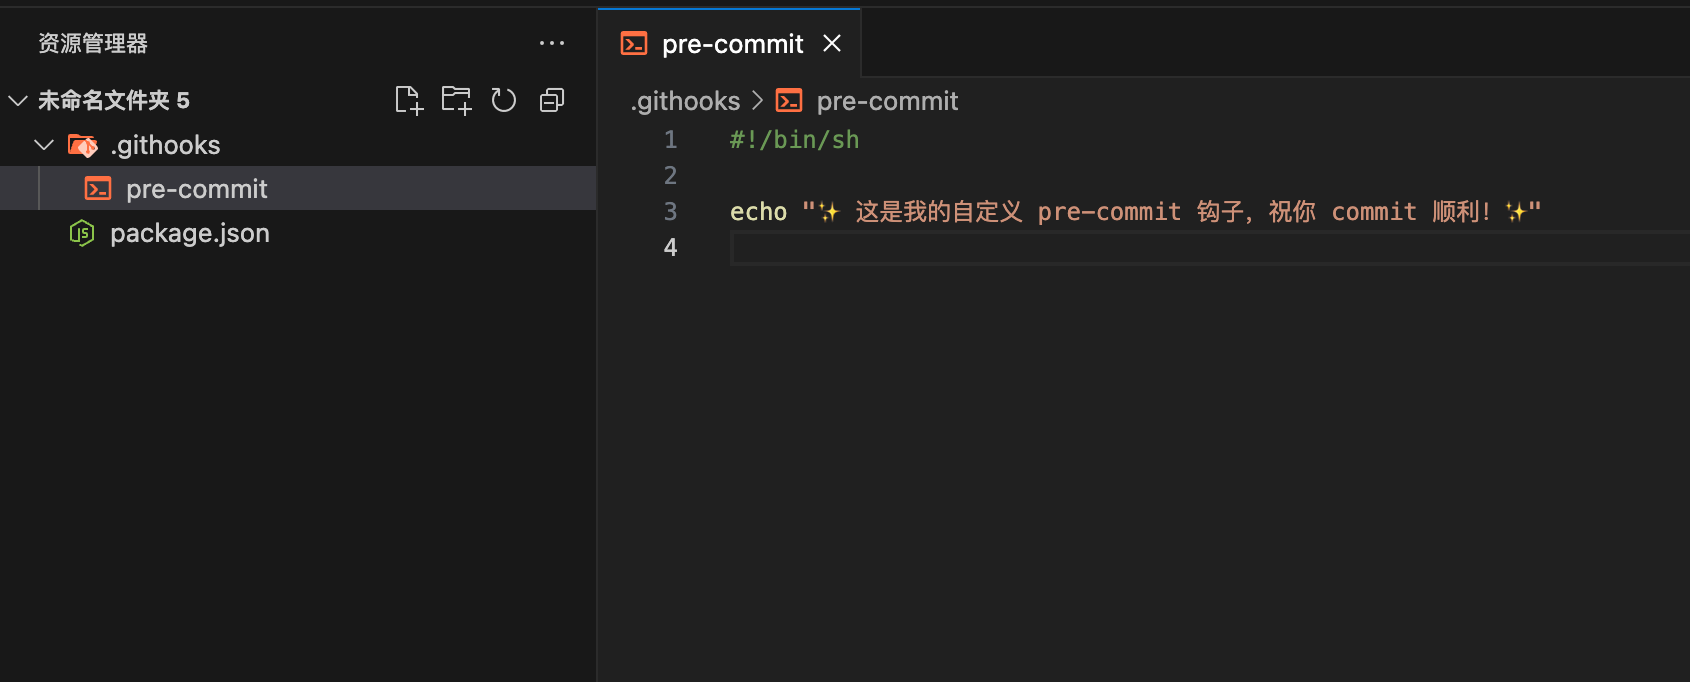 资源管理器
未命名文件夹 5
.githooks
pre-commit
package.json
pre-commit
.githooks > pre-commit
1 #!/bin/sh
2
3 echo "✨ 这是我的自定义 pre-commit 钩子，祝你 commit 顺利！✨"
4